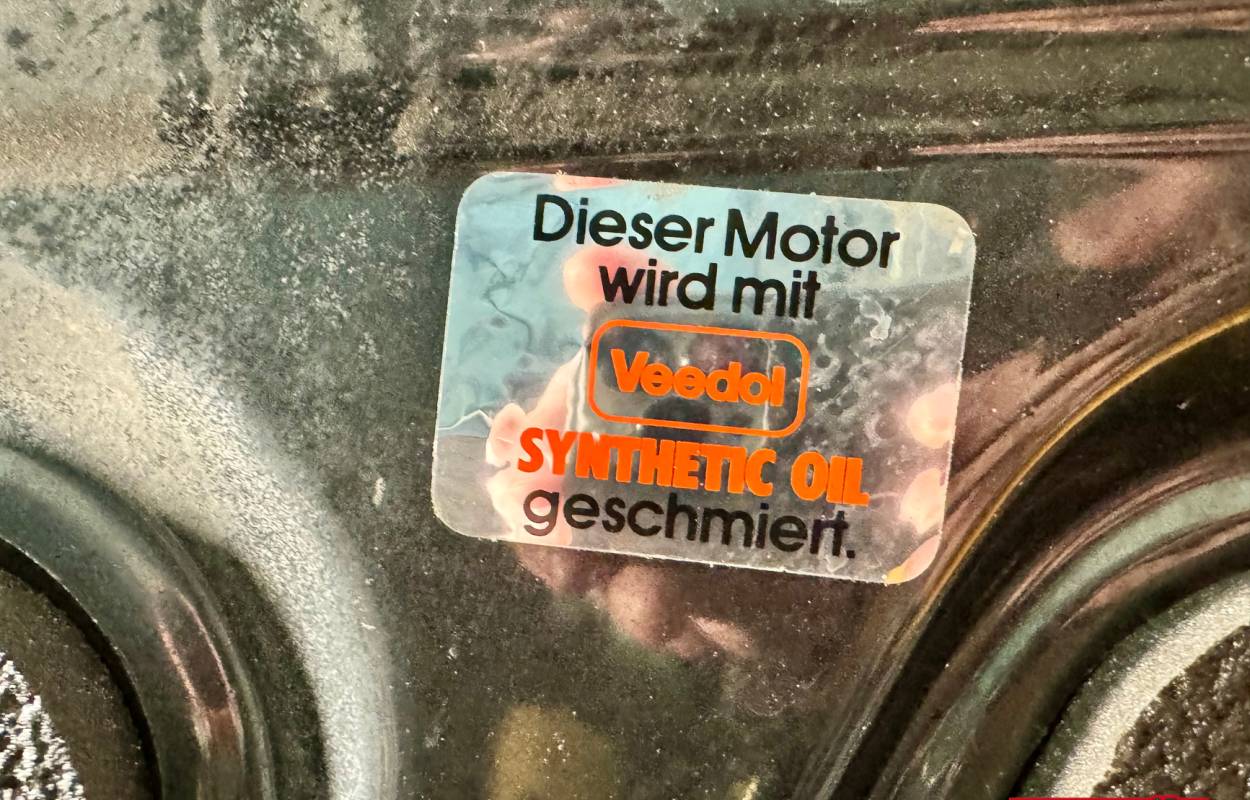 Dieser Motor
wird mit
Veedol
SYNTHETIC OIL
geschmiert.